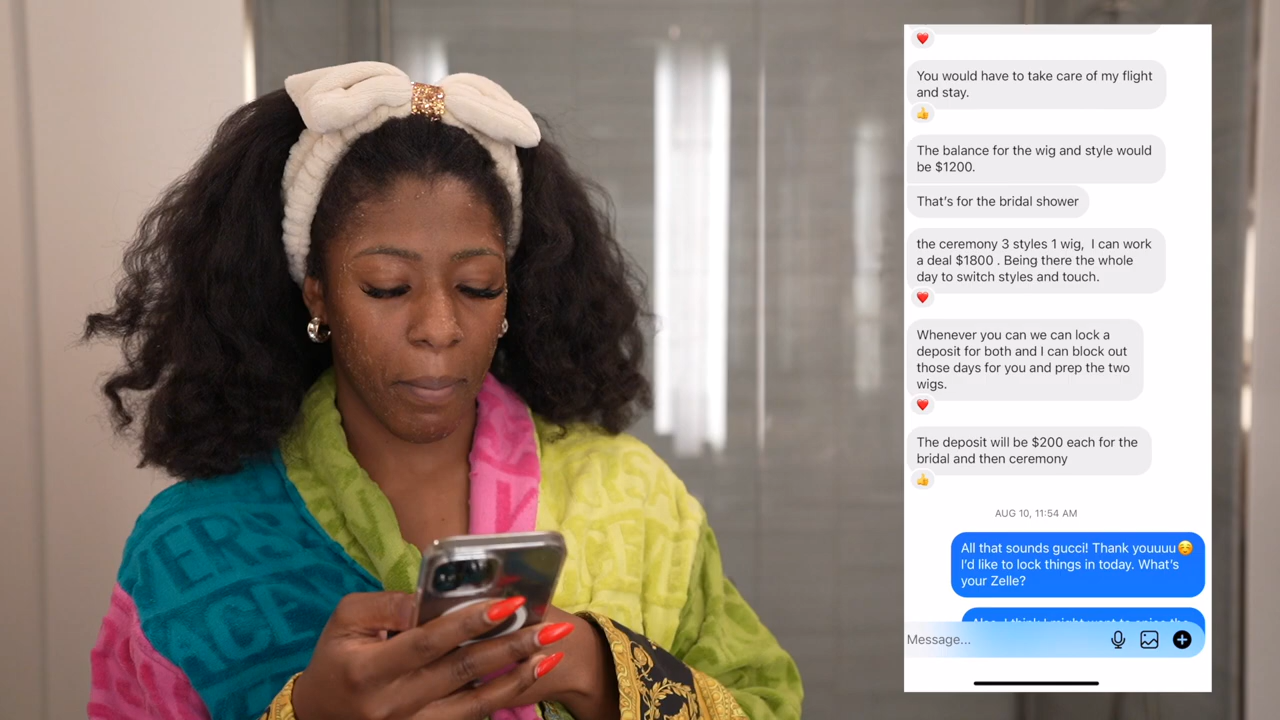 You would have to take care of my flight
and stay.
The balance for the wig and style would
be $1200.
That's for the bridal shower
the ceremony 3 styles 1 wig, I can work
a deal $1800 . Being there the whole
day to switch styles and touch.
Whenever you can we can lock a
deposit for both and I can block out
those days for you and prep the two
wigs.
The deposit will be $200 each for the
bridal and then ceremony
AUG 10, 11:54 AM
All that sounds gucci! Thank youuuu☺️
I'd like to lock things in today. What's
your Zelle?
Message...
VERS
ACE